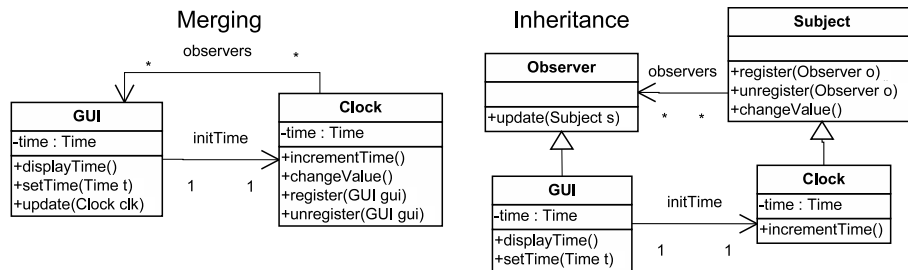 Merging
observers
*
*
GUI
-time : Time
+displayTime()
+setTime(Time t)
+update(Clock clk)
initTime
1
1
Clock
-time : Time
+incrementTime()
+changeValue()
+register(GUI gui)
+unregister(GUI gui)
Inheritance
Observer
+update(Subject s)
observers
*
*
Subject
+register(Observer o)
+unregister(Observer o)
+changeValue()
GUI
-time : Time
+displayTime()
+setTime(Time t)
initTime
1
1
Clock
-time : Time
+incrementTime()